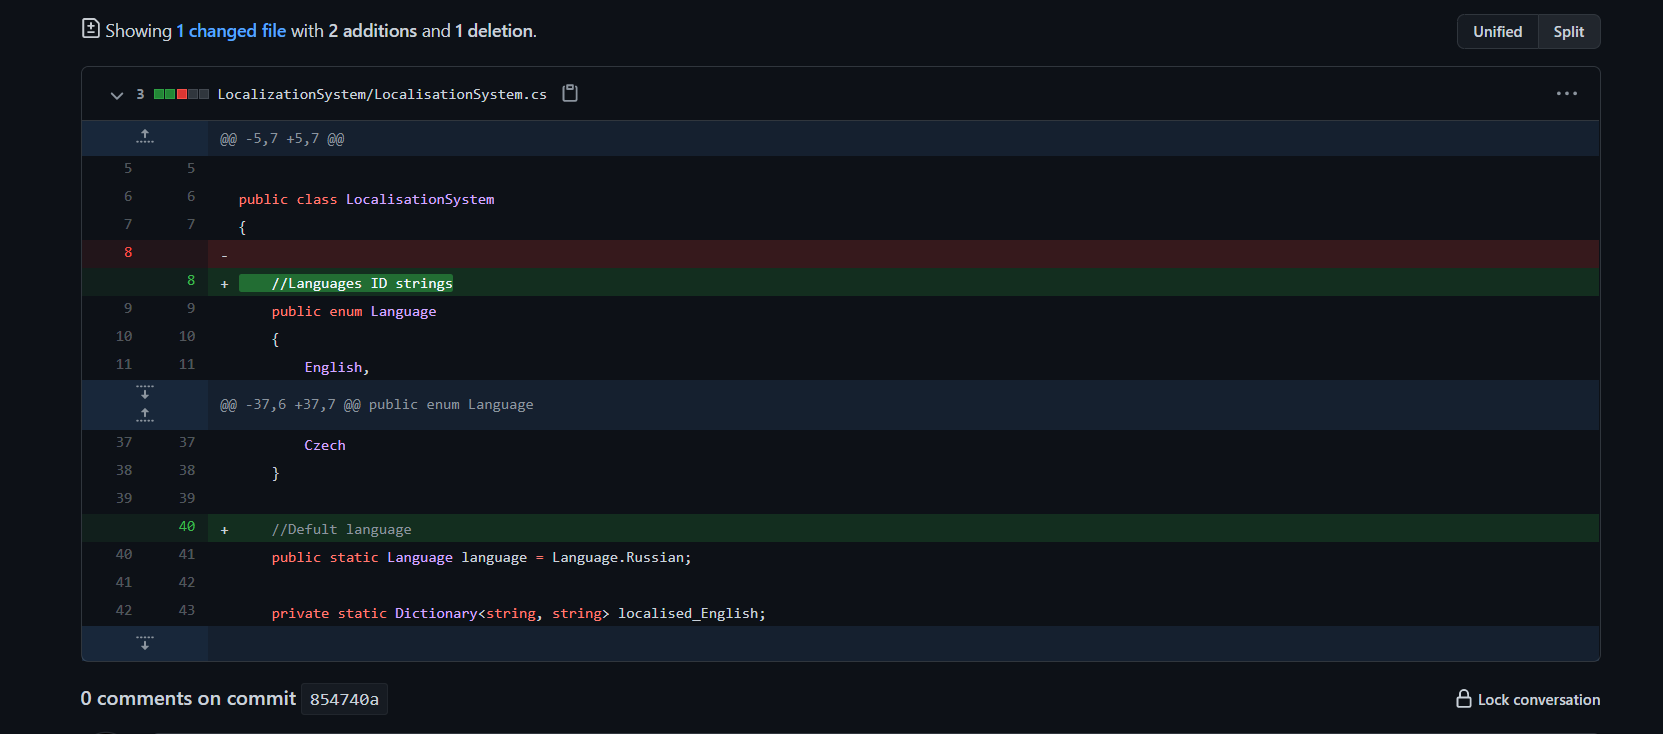 Showing 1 changed file with 2 additions and 1 deletion.
Unified Split
3 LocalizationSystem/LocalisationSystem.cs
@@ -5,7 +5,7 @@
5 5
6 6 public class LocalisationSystem
7 7 {
8 -
8 + //Languages ID strings
9 9 public enum Language
10 10 {
11 11 English,
@@ -37,6 +37,7 @@ public enum Language
37 37 Czech
38 38 }
39 39
40 + //Defult language
40 41 public static Language language = Language.Russian;
41 42
42 43 private static Dictionary<string, string> localised_English;
0 comments on commit 854740a
Lock conversation